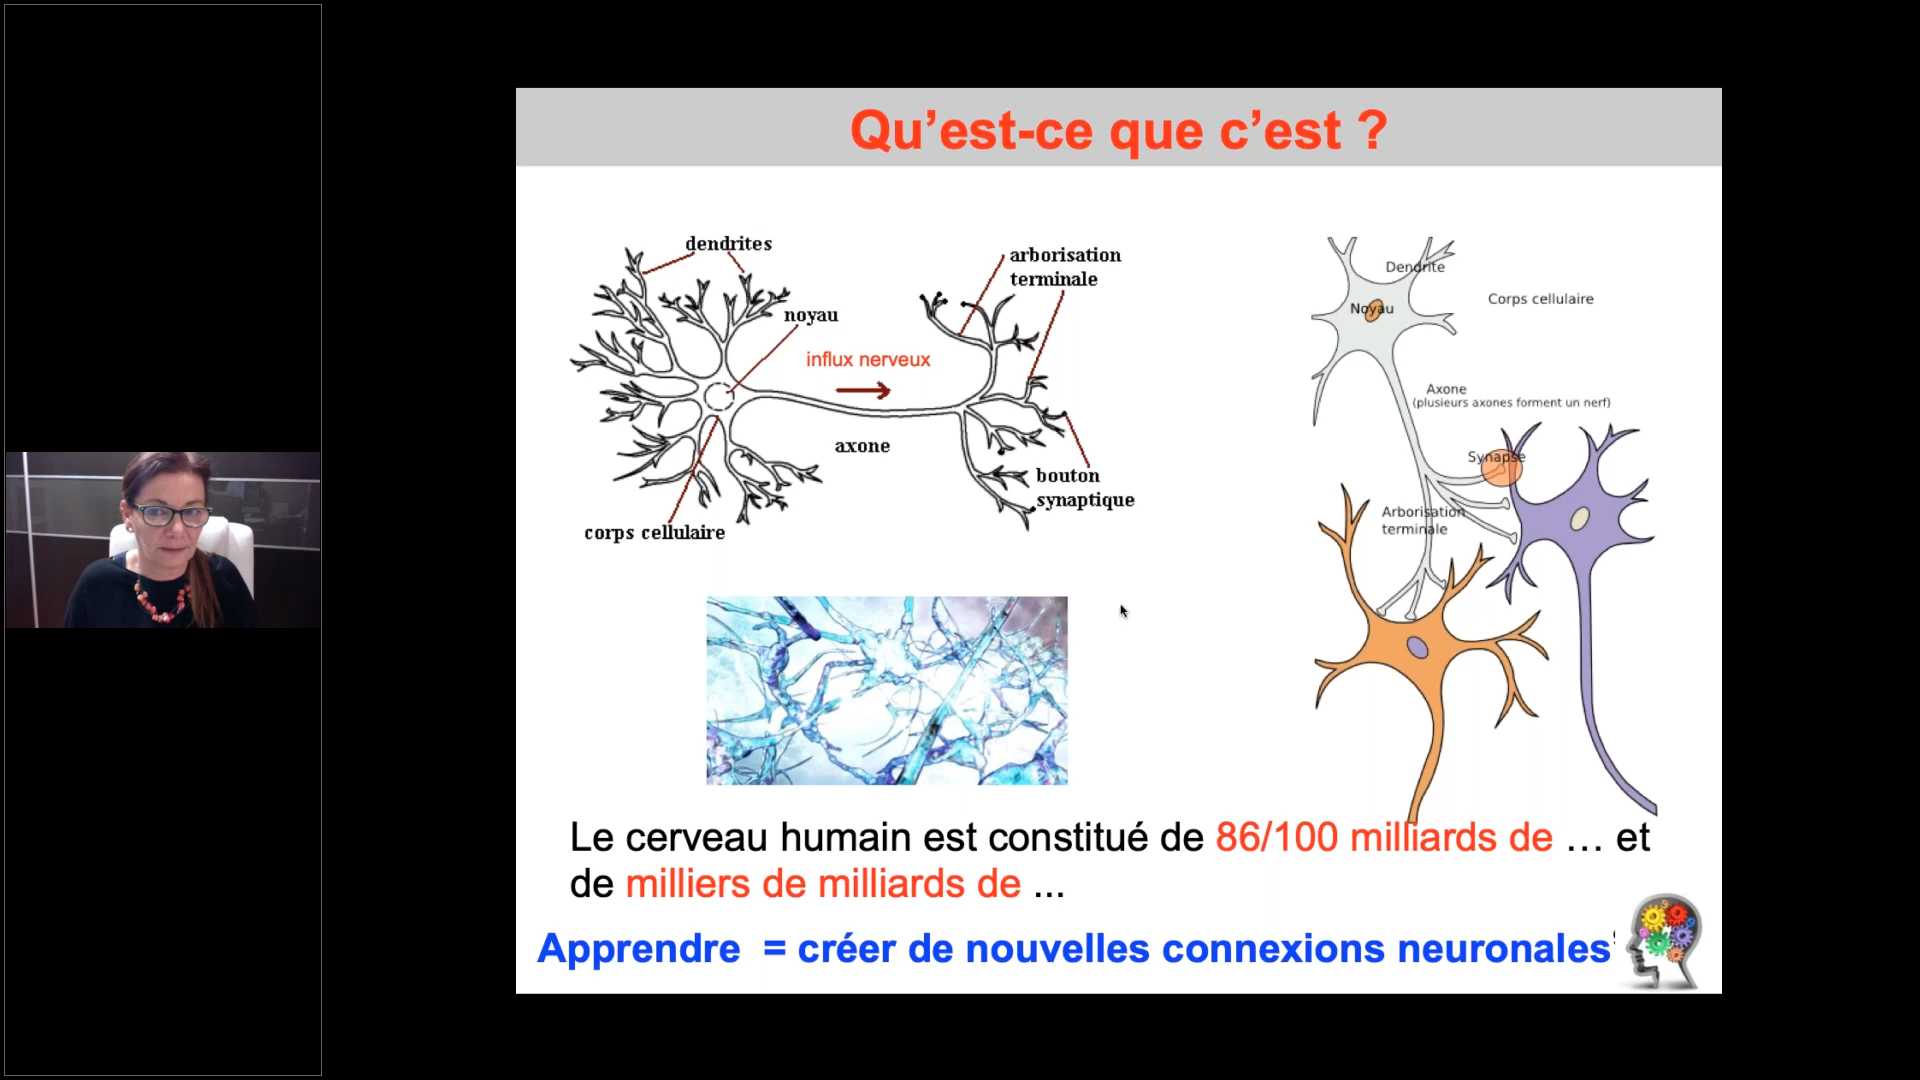 Qu’est-ce que c’est ?
dendrites
noyau
influx nerveux
axone
corps cellulaire
arborisation
terminale
bouton
synaptique
Dendrite
Noyau
Corps cellulaire
Axone
(plusieurs axones forment un nerf)
Synapse
Arborisation
terminale
Le cerveau humain est constitué de 86/100 milliards de … et
de milliers de milliards de ...
Apprendre = créer de nouvelles connexions neuronales